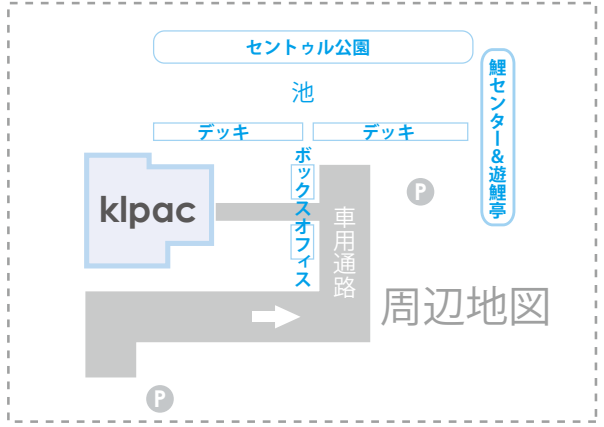 セントゥル公園
池
デッキ
デッキ
鯉センター&遊鯉亭
ボックスオフィス
klpac
P
車用通路
周辺地図
P